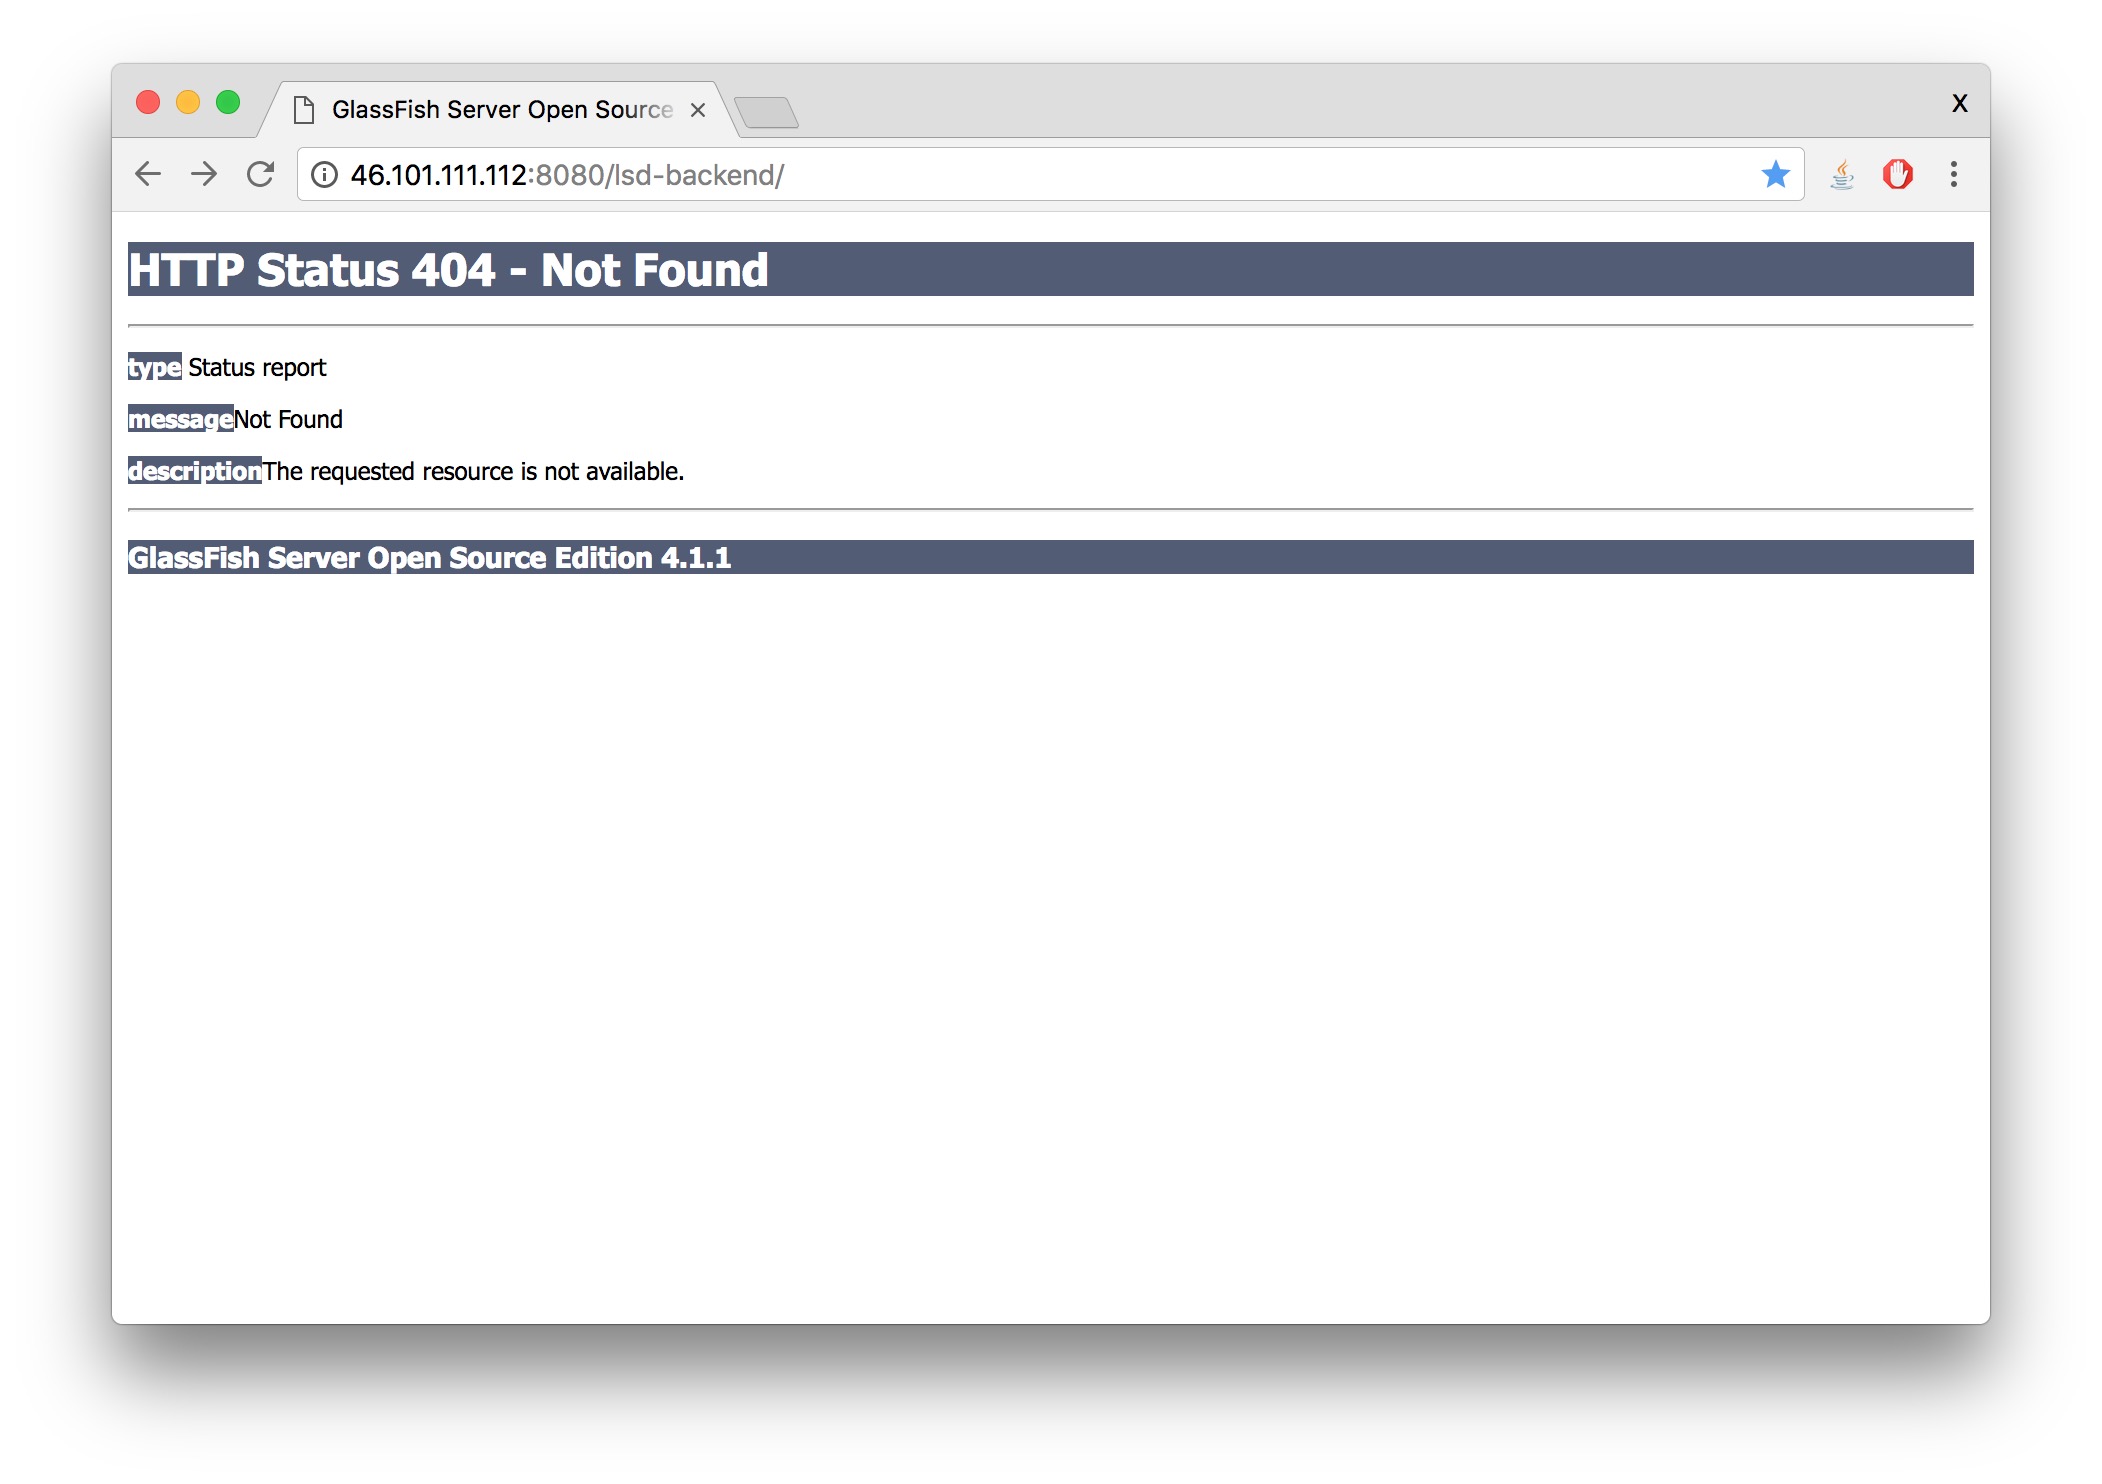 GlassFish Server Open Source
X
46.101.111.112:8080/lsd-backend/
HTTP Status 404 - Not Found
type Status report
messageNot Found
descriptionThe requested resource is not available.
GlassFish Server Open Source Edition 4.1.1